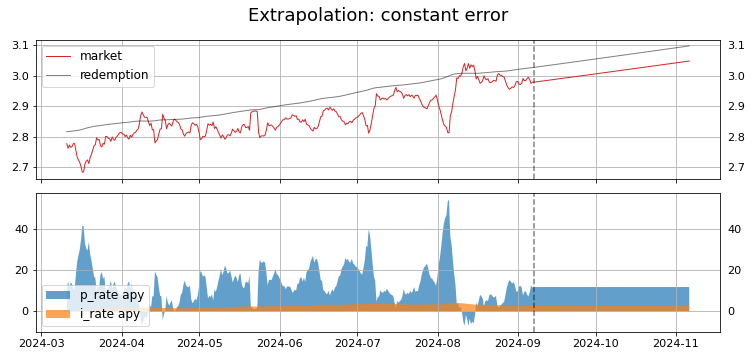 Extrapolation: constant error
3.1 3.1
market
redemption
3.0 3.0
2.9 2.9
2.8 2.8
2.7 2.7
40 40
20 20
p_rate apy
i_rate apy
0 0
2024-03 2024-04 2024-05 2024-06 2024-07 2024-08 2024-09 2024-10 2024-11